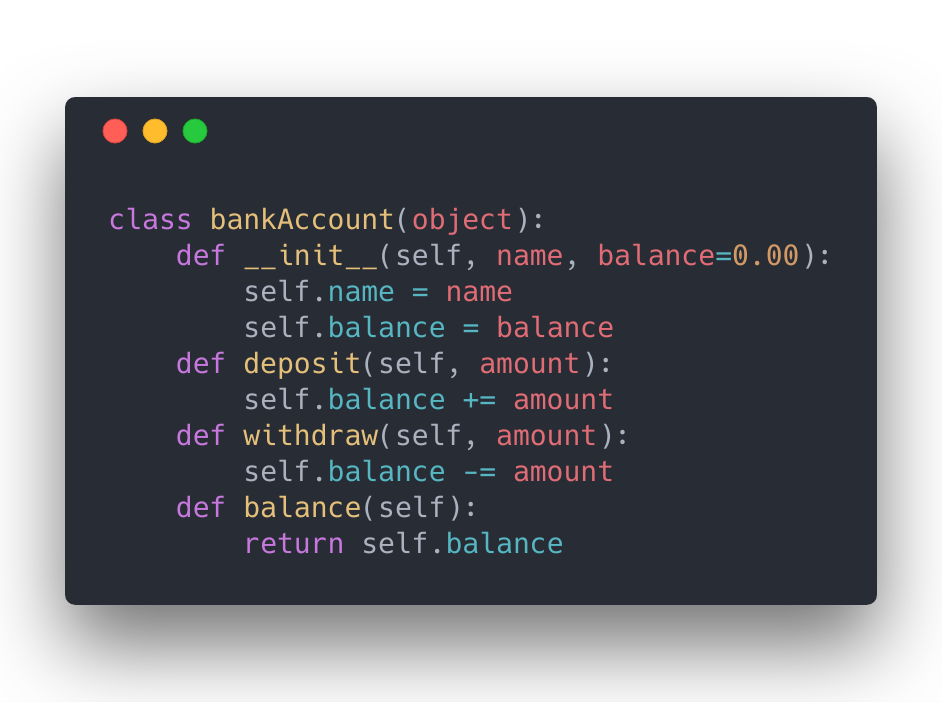 class bankAccount(object):
    def __init__(self, name, balance=0.00):
        self.name = name
        self.balance = balance
    def deposit(self, amount):
        self.balance += amount
    def withdraw(self, amount):
        self.balance -= amount
    def balance(self):
        return self.balance